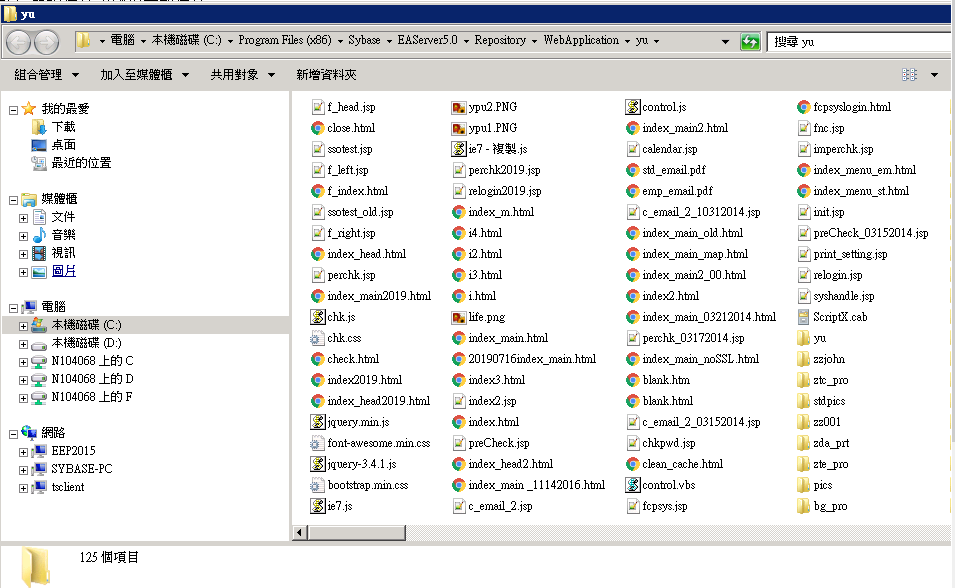 yu
電腦 本機磁碟 (C:) Program Files (x86) Sybase EAServer5.0 Repository WebApplication yu
搜尋 yu
組合管理 加入至媒體櫃 共用對象 新增資料夾
我的最愛
下載
桌面
最近的位置
媒體櫃
文件
音樂
視訊
圖片
電腦
本機磁碟 (C:)
本機磁碟 (D:)
N104068 上的 C
N104068 上的 D
N104068 上的 F
網路
EEP2015
SYBASE-PC
tsclient
f_head.jsp
close.html
ssotest.jsp
f_left.jsp
f_index.html
ssotest_old.jsp
f_right.jsp
index_head.html
perchk.jsp
index_main2019.html
chk.js
chk.css
check.html
index2019.html
index_head2019.html
jquery.min.js
font-awesome.min.css
jquery-3.4.1.js
bootstrap.min.css
ie7.js
ypu2.PNG
ypu1.PNG
ie7 - 複製.js
perchk2019.jsp
relogin2019.jsp
index_m.html
i4.html
i2.html
i3.html
i.html
life.png
index_main.html
20190716index_main.html
index3.html
index2.jsp
index.html
preCheck.jsp
index_head2.html
index_main _11142016.html
c_email_2.jsp
control.js
index_main2.html
calendar.jsp
std_email.pdf
emp_email.pdf
c_email_2_10312014.jsp
index_main_old.html
index_main_map.html
index_main2_00.html
index2.html
index_main_03212014.html
perchk_03172014.jsp
index_main_noSSL.html
blank.htm
blank.html
c_email_2_03152014.jsp
chkpwd.jsp
clean_cache.html
control.vbs
fcpsys.jsp
fcpsyslogin.html
fnc.jsp
imperchk.jsp
index_menu_em.html
index_menu_st.html
init.jsp
preCheck_03152014.jsp
print_setting.jsp
relogin.jsp
syshandle.jsp
ScriptX.cab
yu
zzjohn
ztc_pro
stdpics
zz001
zda_prt
zte_pro
pics
bg_pro
125 個項目